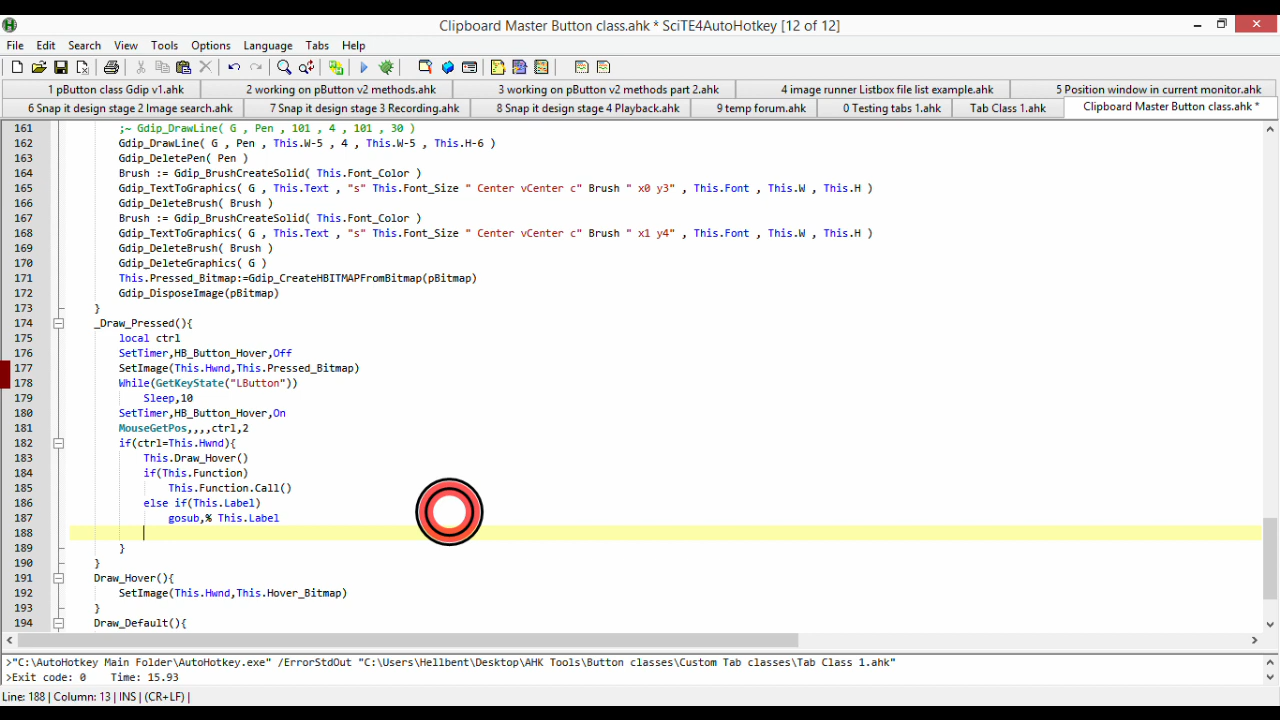 Clipboard Master Button class.ahk * SciTE4AutoHotkey [12 of 12]
File Edit Search View Tools Options Language Tabs Help
1 pButton class Gdip v1.ahk 2 working on pButton v2 methods.ahk 3 working on pButton v2 methods part 2.ahk 4 image runner Listbox file list example.ahk 5 Position window in current monitor.ahk
6 Snap it design stage 2 Image search.ahk 7 Snap it design stage 3 Recording.ahk 8 Snap it design stage 4 Playback.ahk 9 temp forum.ahk 0 Testing tabs 1.ahk Tab Class 1.ahk Clipboard Master Button class.ahk *
161 ;~ Gdip_DrawLine( G , Pen , 101 , 4 , 101 , 30 )
162 Gdip_DrawLine( G , Pen , This.W-5 , 4 , This.W-5 , This.H-6 )
163 Gdip_DeletePen( Pen )
164 Brush := Gdip_BrushCreateSolid( This.Font_Color )
165 Gdip_TextToGraphics( G , This.Text , "s" This.Font_Size " Center vCenter c" Brush " x0 y3" , This.Font , This.W , This.H )
166 Gdip_DeleteBrush( Brush )
167 Brush := Gdip_BrushCreateSolid( This.Font_Color )
168 Gdip_TextToGraphics( G , This.Text , "s" This.Font_Size " Center vCenter c" Brush " x1 y4" , This.Font , This.W , This.H )
169 Gdip_DeleteBrush( Brush )
170 Gdip_DeleteGraphics( G )
171 This.Pressed_Bitmap:=Gdip_CreateHBITMAPFromBitmap(pBitmap)
172 Gdip_DisposeImage(pBitmap)
173 }
174 _Draw_Pressed(){
175 local ctrl
176 SetTimer,HB_Button_Hover,Off
177 SetImage(This.Hwnd,This.Pressed_Bitmap)
178 While(GetKeyState("LButton"))
179 Sleep,10
180 SetTimer,HB_Button_Hover,On
181 MouseGetPos,,,,ctrl,2
182 if(ctrl=This.Hwnd){
183 This.Draw_Hover()
184 if(This.Function)
185 This.Function.Call()
186 else if(This.Label)
187 gosub,% This.Label
188
189 }
190 }
191 Draw_Hover(){
192 SetImage(This.Hwnd,This.Hover_Bitmap)
193 }
194 Draw_Default(){
>"C:\AutoHotkey Main Folder\AutoHotkey.exe" /ErrorStdOut "C:\Users\Hellbent\Desktop\AHK Tools\Button classes\Custom Tab classes\Tab Class 1.ahk"
>Exit code: 0 Time: 15.93
Line: 188 | Column: 13 | INS | (CR+LF) |